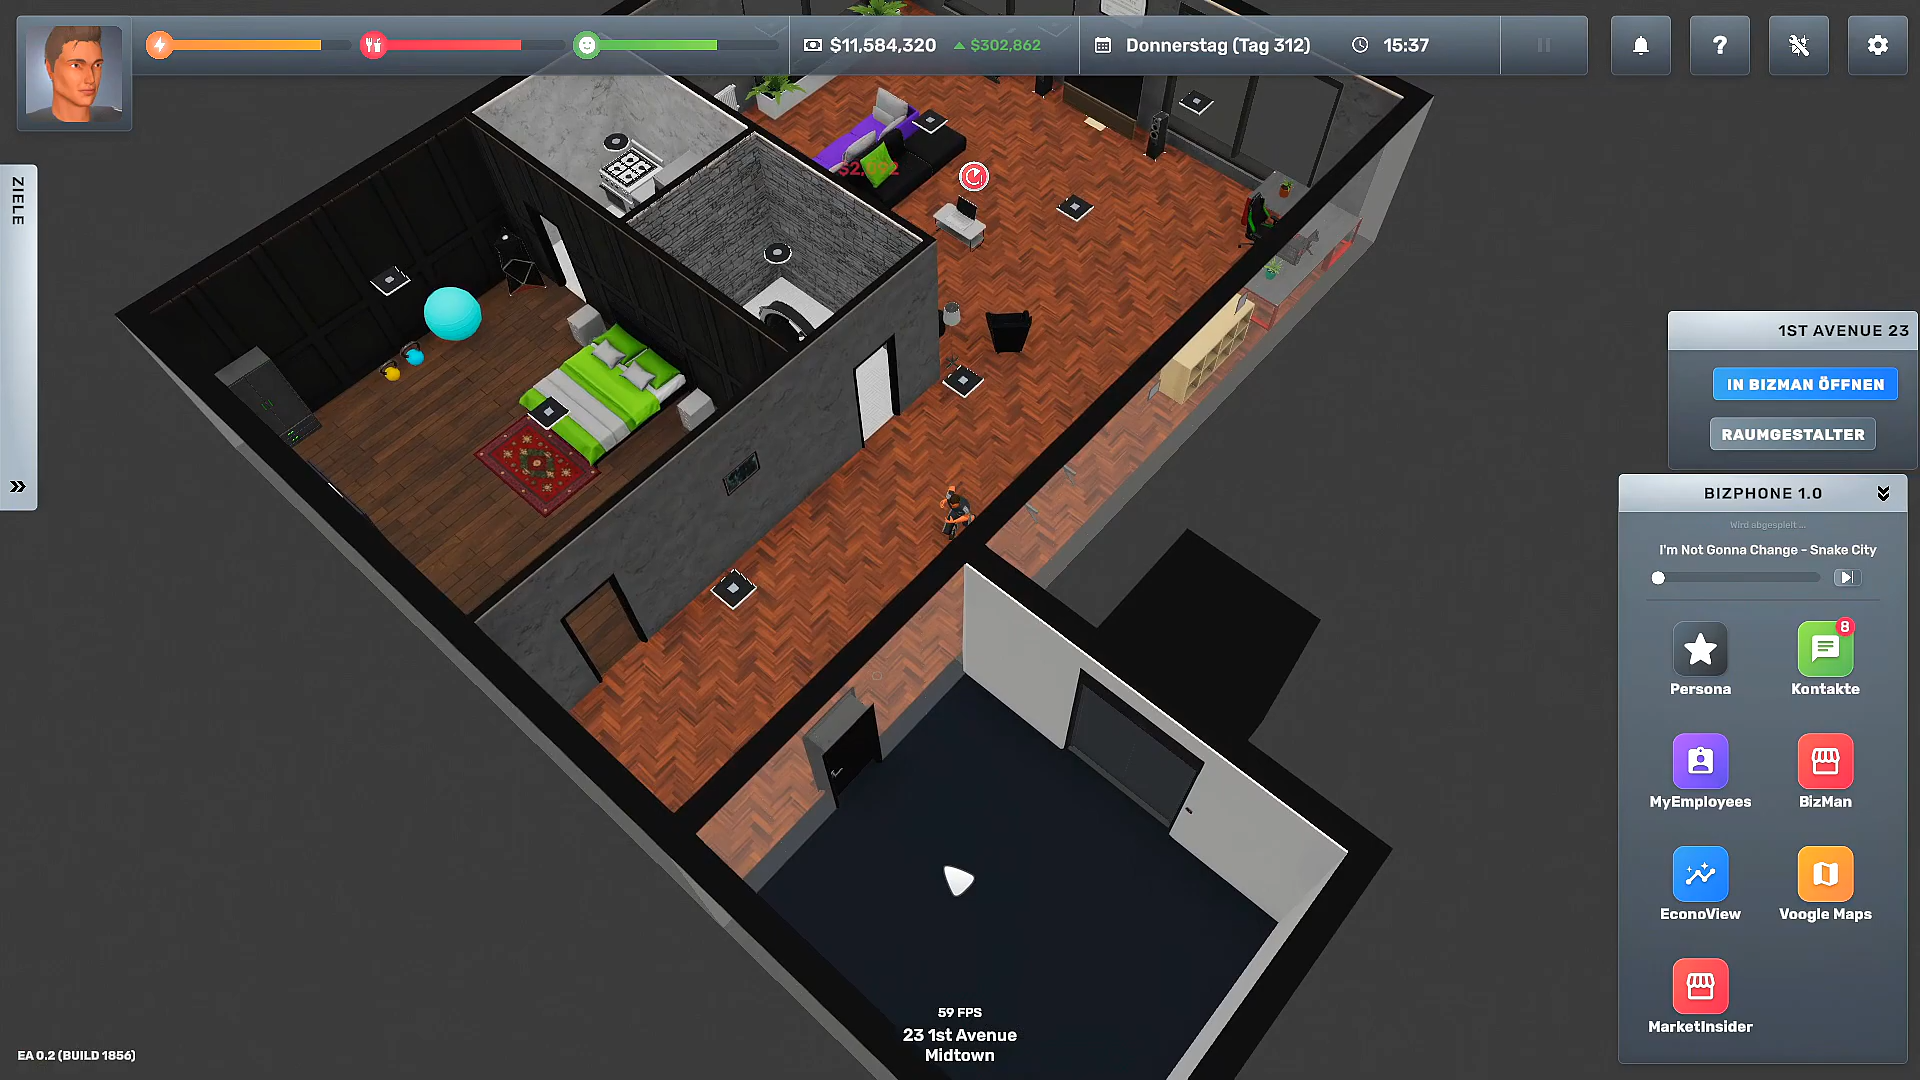 $11,584,320
$302,862
Donnerstag (Tag 312)
15:37
ZIELE
1ST AVENUE 23
IN BIZMAN ÖFFNEN
RAUMGESTALTER
BIZPHONE 1.0
Wird abgespielt ...
I'm Not Gonna Change - Snake City
8
Persona
Kontakte
MyEmployees
BizMan
EconoView
Voogle Maps
MarketInsider
59 FPS
23 1st Avenue
Midtown
EA 0.2 (BUILD 1856)